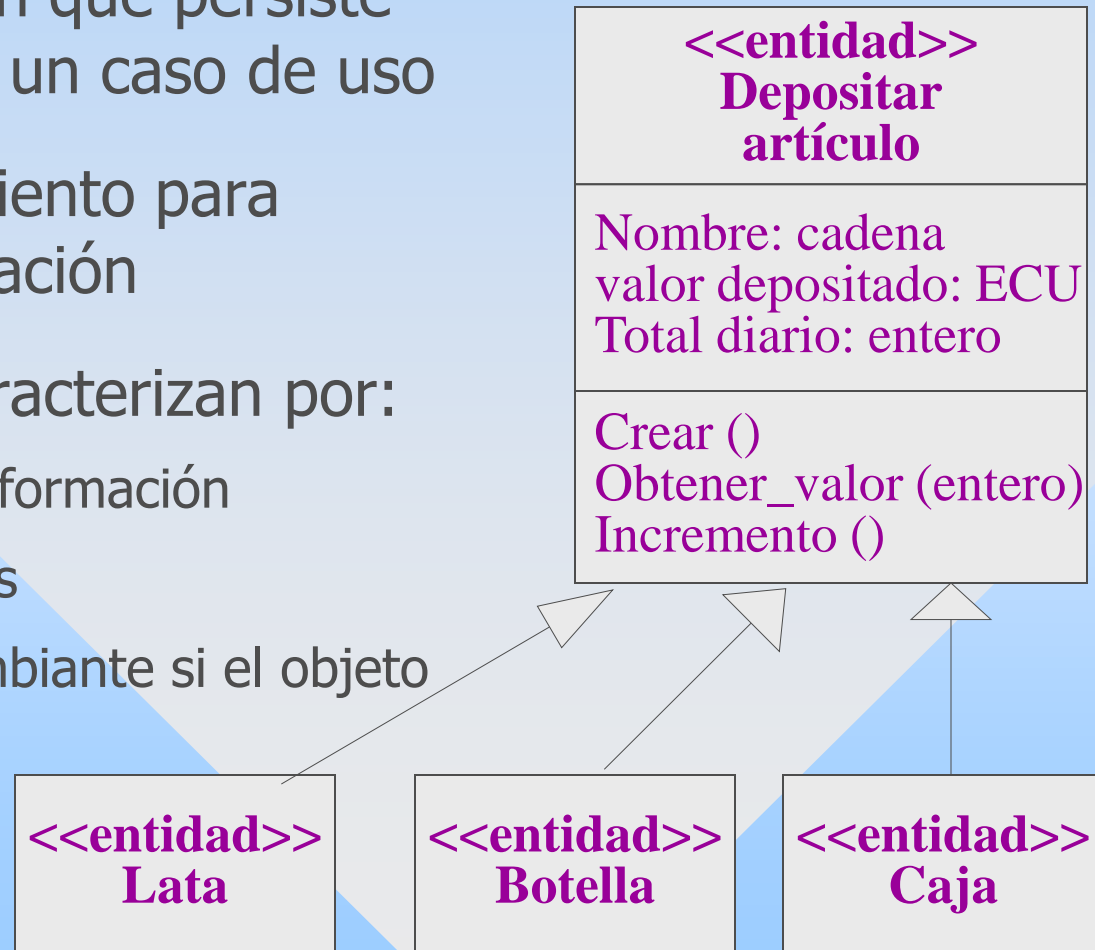 que persiste
un caso de uso
iento para
ación
racterizan por:
formación
s
biante si el objeto
<<entidad>>
Depositar
artículo
Nombre: cadena
valor depositado: ECU
Total diario: entero
Crear ()
Obtener_valor (entero)
Incremento ()
<<entidad>>
Lata
<<entidad>>
Botella
<<entidad>>
Caja